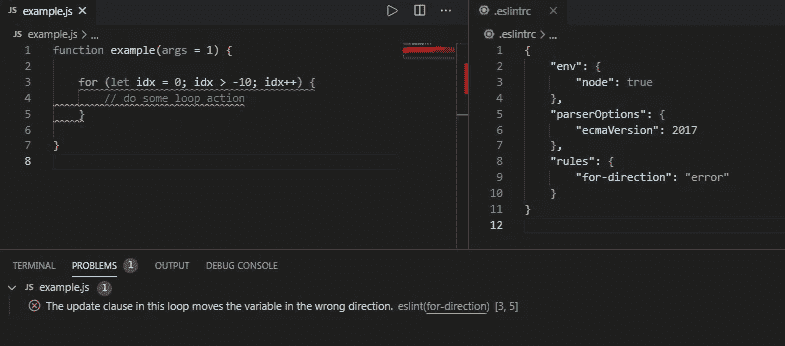 JS example.js ×
JS example.js > ...
1 function example(args = 1) {
2
3 for (let idx = 0; idx > -10; idx++) {
4 // do some loop action
5 }
6
7 }
8
.eslintrc ×
.eslintrc > ...
1 {
2 "env": {
3 "node": true
4 },
5 "parserOptions": {
6 "ecmaVersion": 2017
7 },
8 "rules": {
9 "for-direction": "error"
10 }
11 }
12
TERMINAL PROBLEMS 1 OUTPUT DEBUG CONSOLE
JS example.js 1
The update clause in this loop moves the variable in the wrong direction. eslint(for-direction) [3, 5]